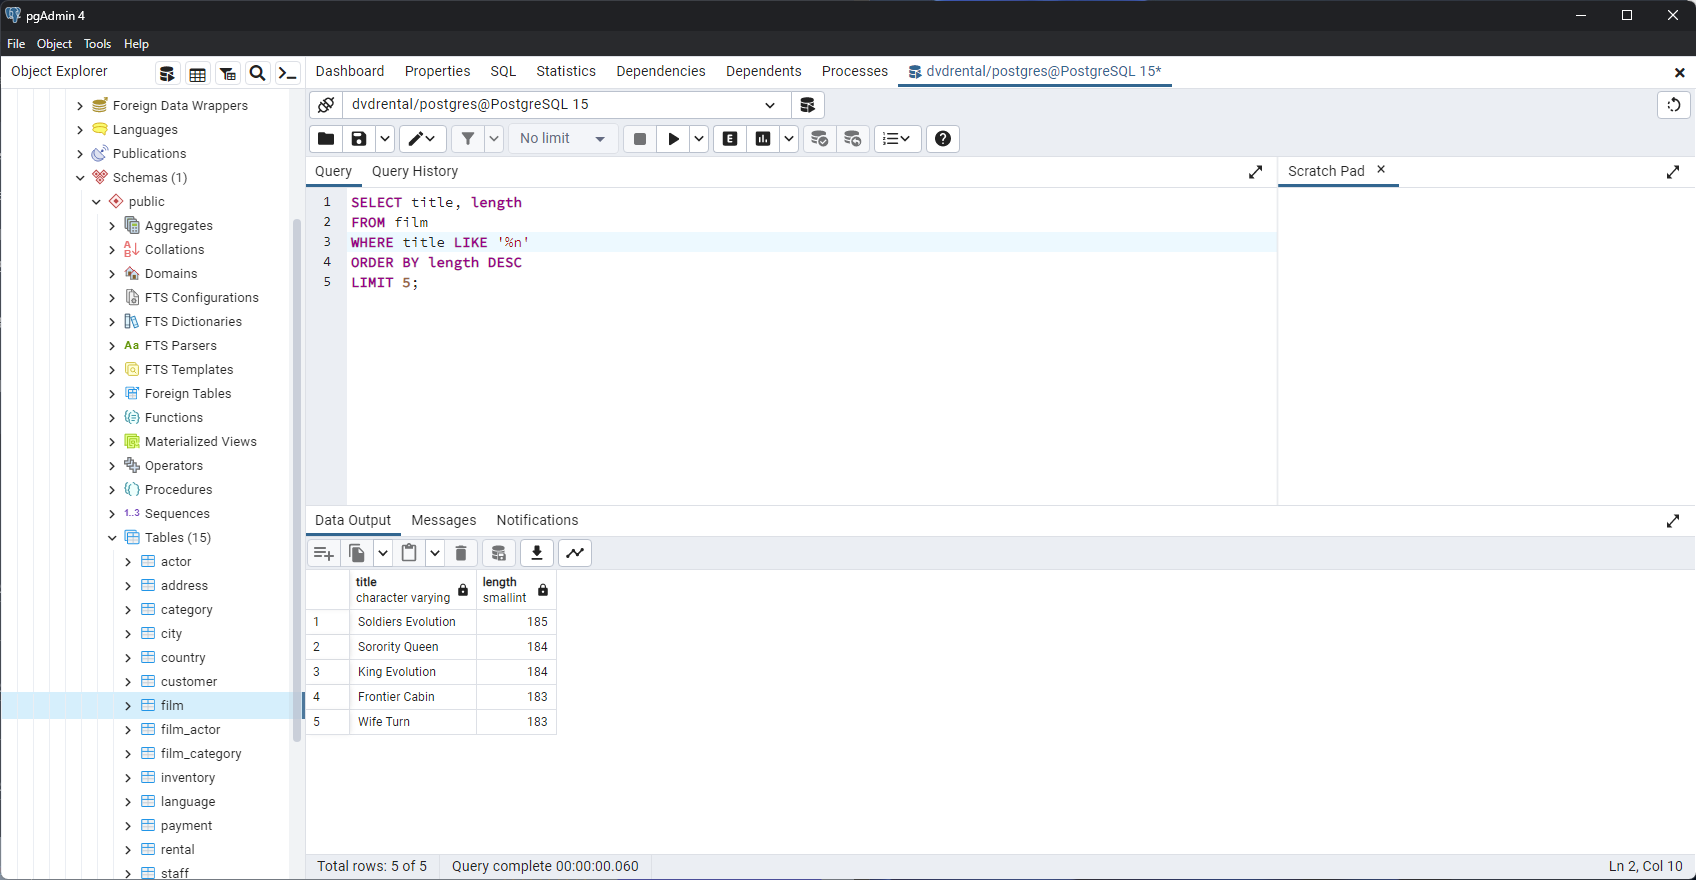 pgAdmin 4
File Object Tools Help
Object Explorer
Dashboard Properties SQL Statistics Dependencies Dependents Processes dvdrental/postgres@PostgreSQL 15*
Foreign Data Wrappers
Languages
Publications
Schemas (1)
public
Aggregates
Collations
Domains
FTS Configurations
FTS Dictionaries
Aa FTS Parsers
FTS Templates
Foreign Tables
Functions
Materialized Views
Operators
Procedures
1..3 Sequences
Tables (15)
actor
address
category
city
country
customer
film
film_actor
film_category
inventory
language
payment
rental
staff
dvdrental/postgres@PostgreSQL 15
No limit
E
Query Query History
Scratch Pad
1 SELECT title, length
2 FROM film
3 WHERE title LIKE '%n'
4 ORDER BY length DESC
5 LIMIT 5;
Data Output Messages Notifications
title length
character varying smallint
1 Soldiers Evolution 185
2 Sorority Queen 184
3 King Evolution 184
4 Frontier Cabin 183
5 Wife Turn 183
Total rows: 5 of 5 Query complete 00:00:00.060 Ln 2, Col 10